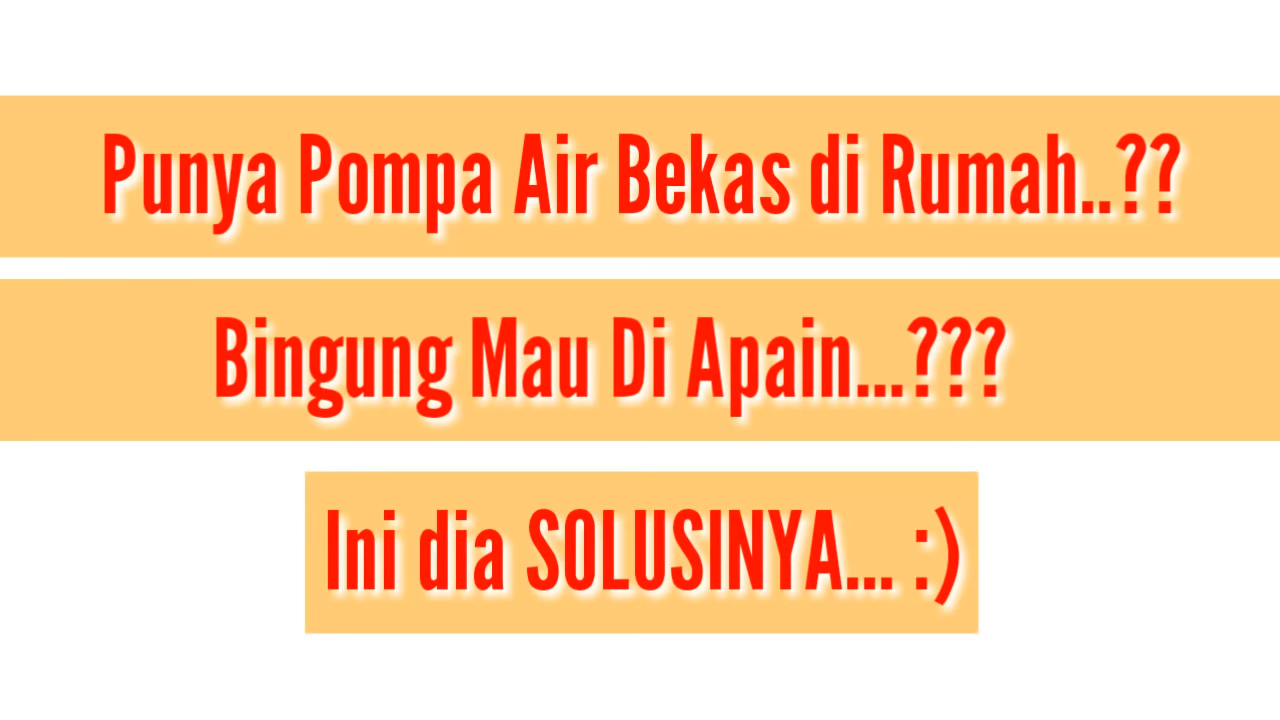 Punya Pompa Air Bekas di Rumah..??
Bingung Mau Di Apain...???
Ini dia SOLUSINYA... :)